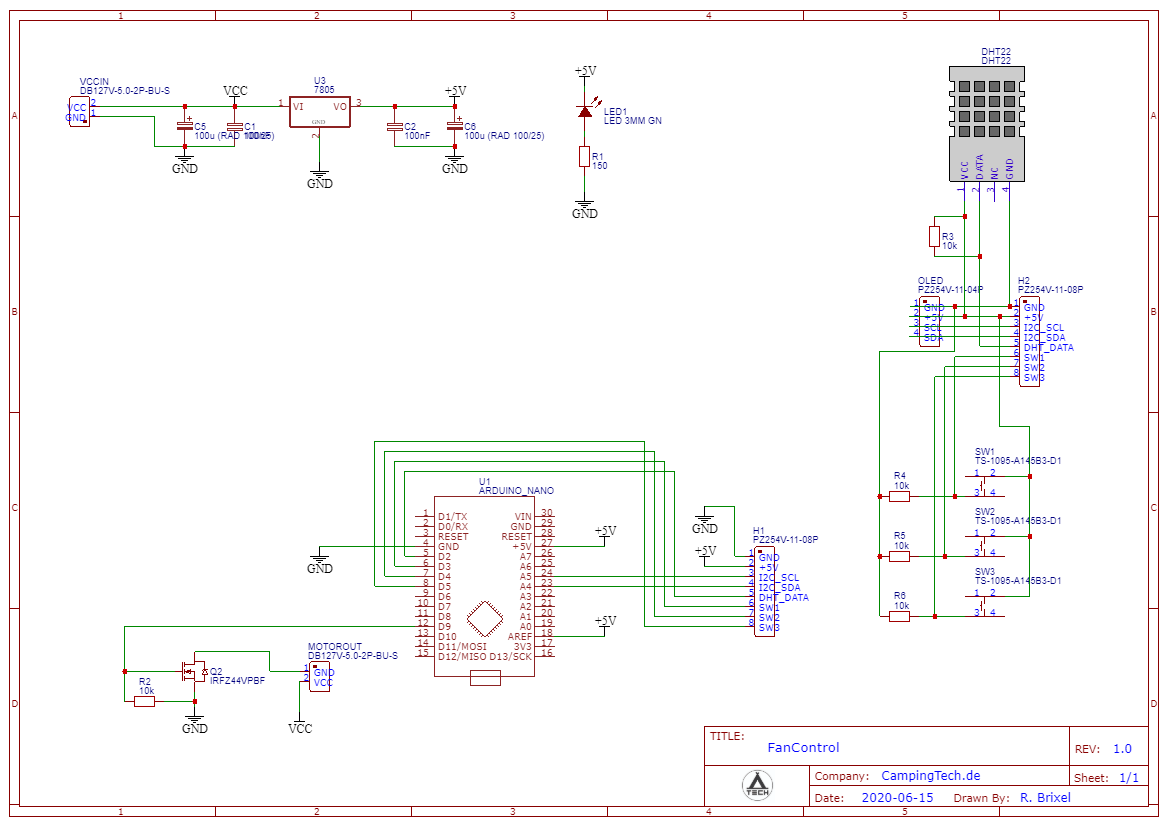 1 2 3 4 5
A
B
C
D
A
B
C
D
1 2 3 4 5
VCCIN
DB127V-5.0-2P-BU-S
VCC 2
GND 1
VCC
C5
100u (RAD 100/25)
C1
GND
U3
7805
1 VI VO 3
GND
2
GND
+5V
C2
100nF
C6
100u (RAD 100/25)
GND
+5V
LED1
LED 3MM GN
R1
150
GND
DHT22
DHT22
VCC
DATA
NC
GND
1 2 3 4
R3
10k
OLED
PZ254V-11-04P
1 GND
2 +5V
3 SCL
4 SDA
H2
PZ254V-11-08P
1 GND
2 +5V
3 I2C_SCL
4 I2C_SDA
5 DHT_DATA
6 SW1
7 SW2
8 SW3
SW1
TS-1095-A145B3-D1
1 2
3 4
R4
10k
SW2
TS-1095-A145B3-D1
1 2
3 4
R5
10k
SW3
TS-1095-A145B3-D1
1 2
3 4
R6
10k
U1
ARDUINO_NANO
1 D1/TX VIN 30
2 D0/RX GND 29
3 RESET RESET 28
4 GND +5V 27
5 D2 A7 26
6 D3 A6 25
7 D4 A5 24
8 D5 A4 23
9 D6 A3 22
10 D7 A2 21
11 D8 A1 20
12 D9 A0 19
13 D10 AREF 18
14 D11/MOSI 3V3 17
15 D12/MISO D13/SCK 16
GND
+5V
+5V
GND
+5V
H1
PZ254V-11-08P
1 GND
2 +5V
3 I2C_SCL
4 I2C_SDA
5 DHT_DATA
6 SW1
7 SW2
8 SW3
MOTOROUT
DB127V-5.0-2P-BU-S
1 GND
2 VCC
Q2
IRFZ44VPBF
R2
10k
GND
VCC
TITLE:
FanControl
REV: 1.0
TECH
Company: CampingTech.de
Sheet: 1/1
Date: 2020-06-15 Drawn By: R. Brixel